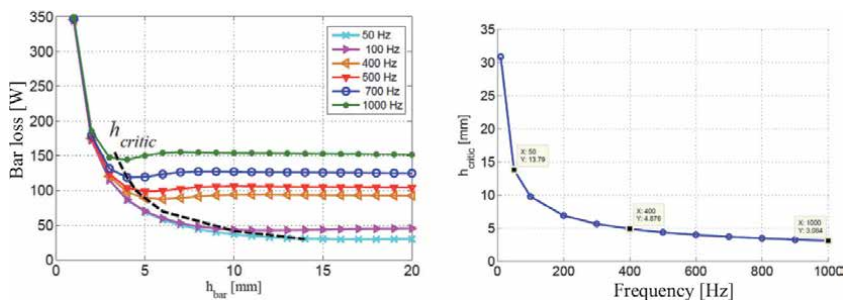 350
300
250
200
150
100
50
0
Bar loss [W]
50 Hz
100 Hz
400 Hz
500 Hz
700 Hz
1000 Hz
h_critic
0 5 10 15 20
h_bar [mm]
35
30
25
20
15
10
5
0
h_critic [mm]
X: 50
Y: 13.79
X: 400
Y: 4.876
X: 1000
Y: 3.084
0 200 400 600 800 1000
Frequency [Hz]